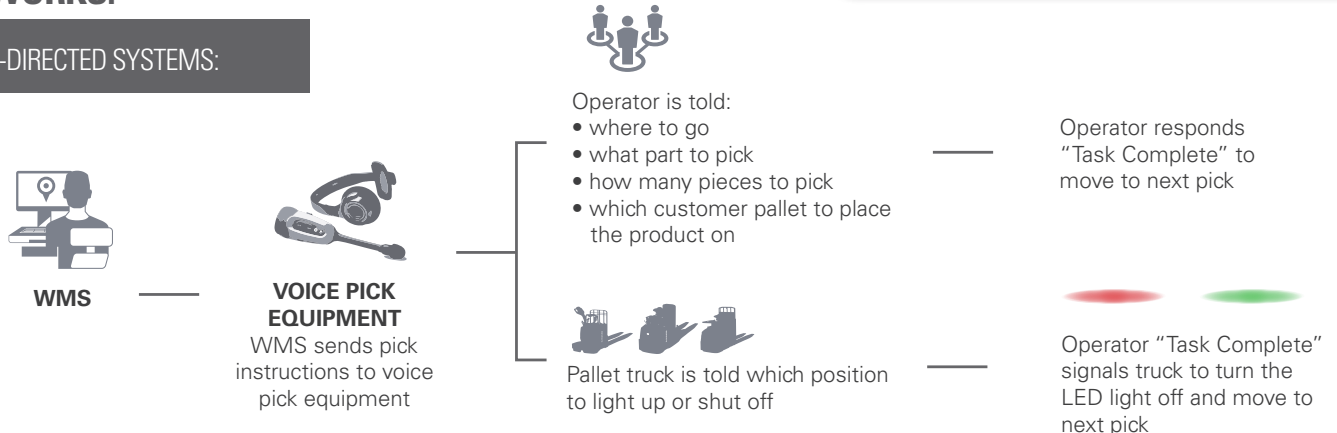 -DIRECTED SYSTEMS:
WMS
VOICE PICK
EQUIPMENT
WMS sends pick
instructions to voice
pick equipment
Operator is told:
• where to go
• what part to pick
• how many pieces to pick
• which customer pallet to place
the product on
Operator responds
“Task Complete” to
move to next pick
Pallet truck is told which position
to light up or shut off
Operator “Task Complete”
signals truck to turn the
LED light off and move to
next pick